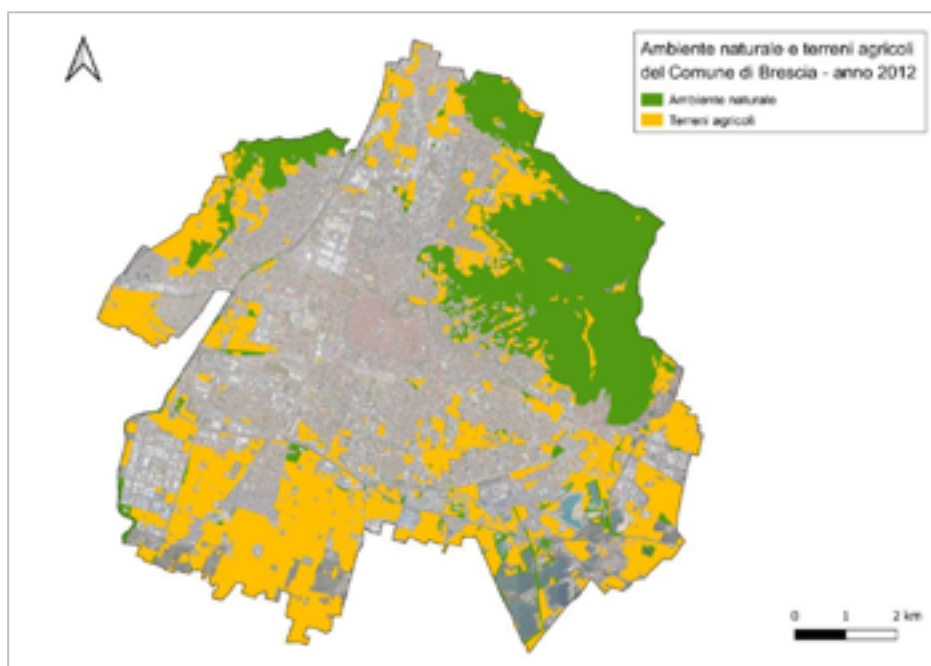 Ambiente naturale e terreni agricoli
del Comune di Brescia - anno 2012
Ambiente naturale
Terreni agricoli
0 1 2 km